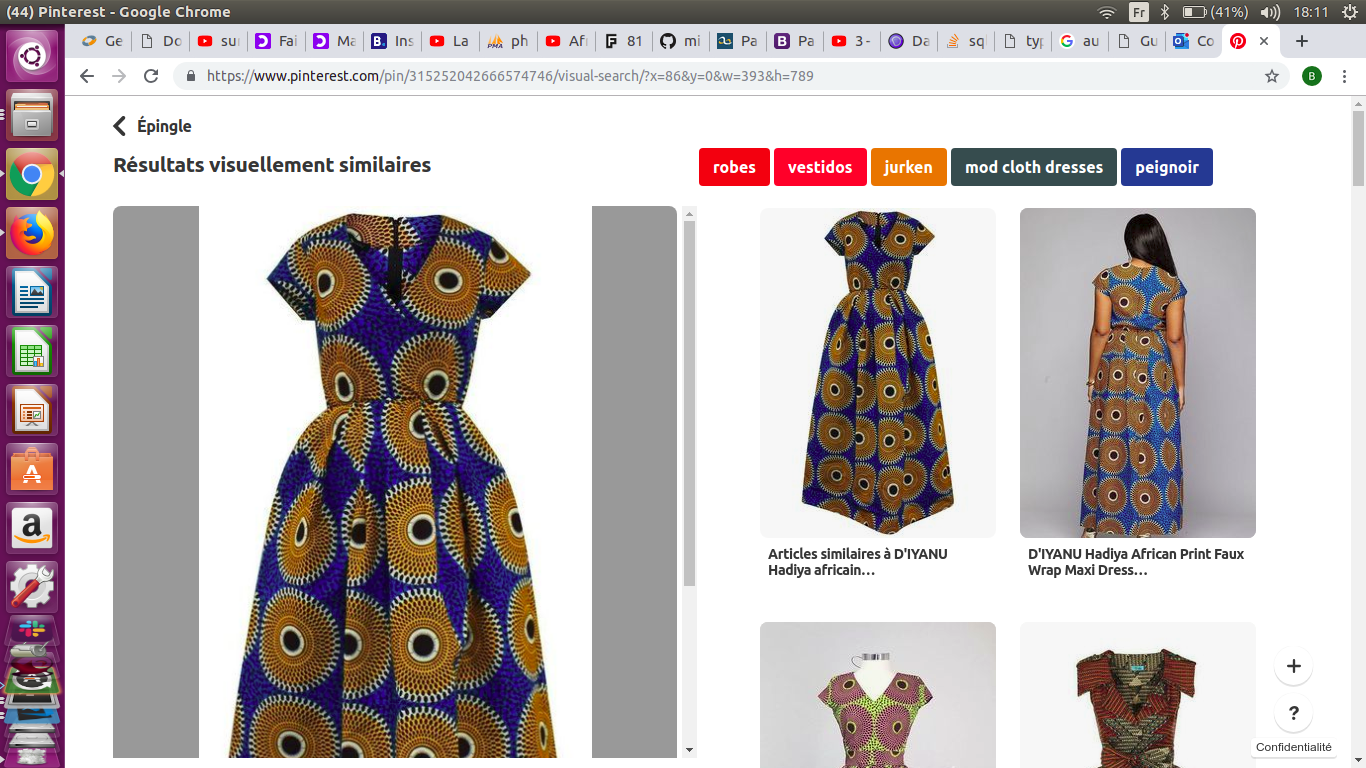 (44) Pinterest - Google Chrome
Fr
(41%)
18:11
Ge
Do
sui
Fai
Ma
Ins
La
ph
Afr
81
mi
Pa
Pa
3 -
Da
sq
typ
au
Gu
Co
https://www.pinterest.com/pin/315252042666574746/visual-search/?x=86&y=0&w=393&h=789
B
Épingle
Résultats visuellement similaires
robes
vestidos
jurken
mod cloth dresses
peignoir
Articles similaires à D'IYANU
Hadiya africain…
D'IYANU Hadiya African Print Faux
Wrap Maxi Dress…
+
?
Confidentialité